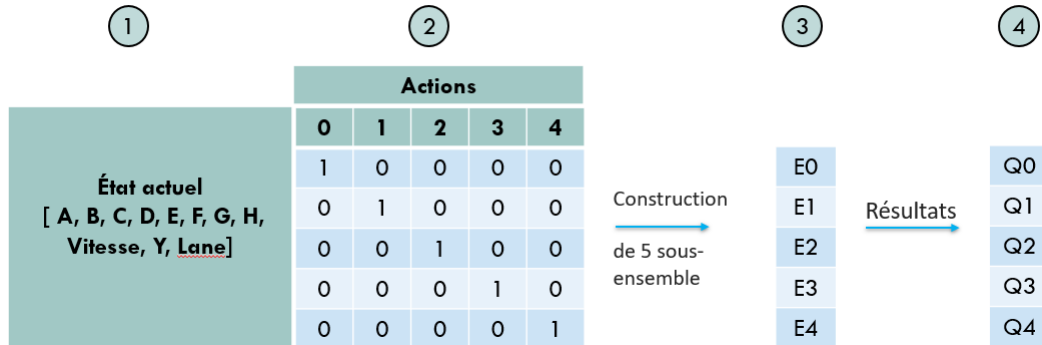 1
2
3
4
Actions
0 1 2 3 4
1 0 0 0 0
0 1 0 0 0
0 0 1 0 0
0 0 0 1 0
0 0 0 0 1
État actuel
[ A, B, C, D, E, F, G, H,
Vitesse, Y, Lane]
Construction
de 5 sous-
ensemble
E0
E1
E2
E3
E4
Résultats
Q0
Q1
Q2
Q3
Q4